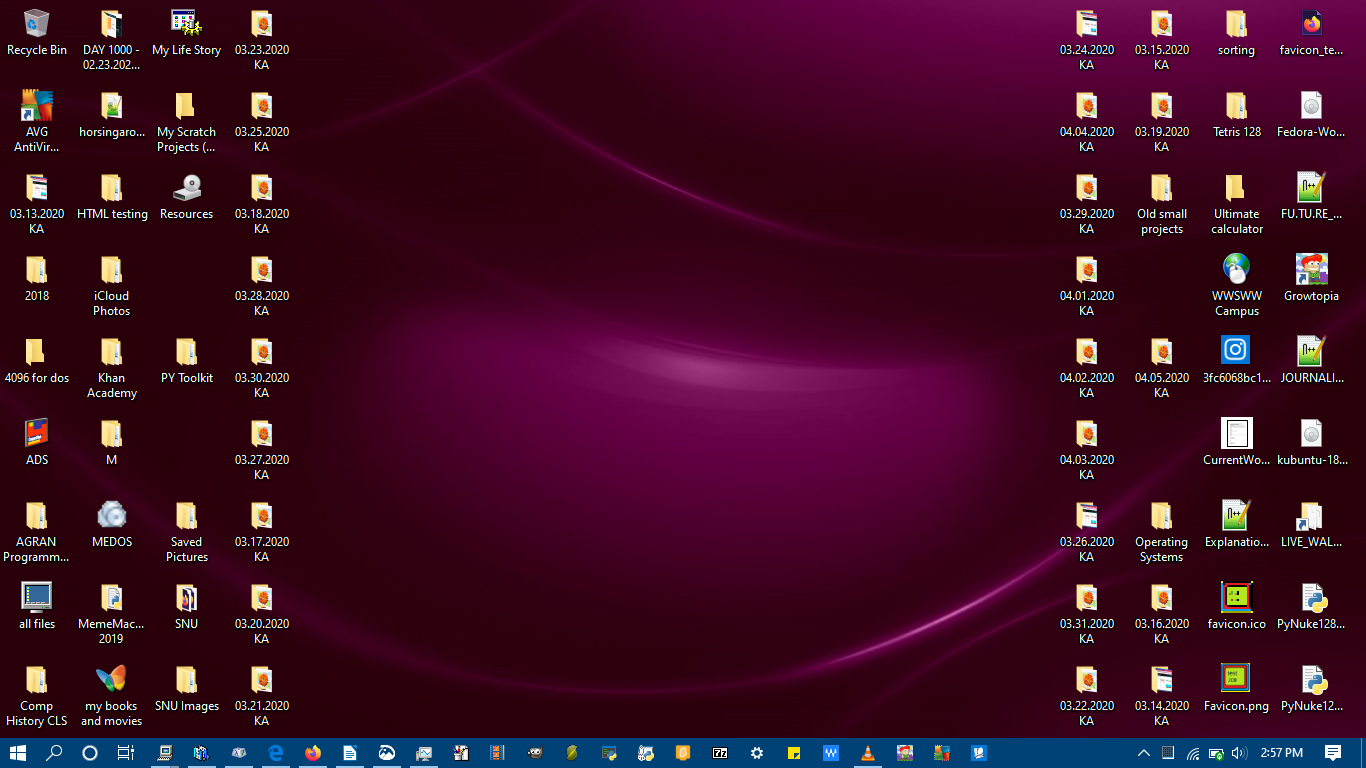 Recycle Bin
DAY 1000 -
02.23.202...
My Life Story
03.23.2020
KA
03.24.2020
KA
03.15.2020
KA
sorting
favicon_te...
AVG
AntiVir...
horsingaro...
My Scratch
Projects (...
03.25.2020
KA
04.04.2020
KA
03.19.2020
KA
Tetris 128
Fedora-Wo...
03.13.2020
KA
HTML testing
Resources
03.18.2020
KA
03.29.2020
KA
Old small
projects
Ultimate
calculator
FU.TU.RE_...
2018
iCloud
Photos
03.28.2020
KA
04.01.2020
KA
WWSWW
Campus
Growtopia
4096 for dos
Khan
Academy
PY Toolkit
03.30.2020
KA
04.02.2020
KA
04.05.2020
KA
3fc6068bc1...
JOURNALI...
ADS
M
03.27.2020
KA
04.03.2020
KA
CurrentWo...
kubuntu-18...
AGRAN
Programm...
MEDOS
Saved
Pictures
03.17.2020
KA
03.26.2020
KA
Operating
Systems
Explanatio...
LIVE_WAL...
all files
MemeMac...
2019
SNU
03.20.2020
KA
03.31.2020
KA
03.16.2020
KA
favicon.ico
PyNuke128...
Comp
History CLS
my books
and movies
SNU Images
03.21.2020
KA
03.22.2020
KA
03.14.2020
KA
Favicon.png
PyNuke12...
2:57 PM